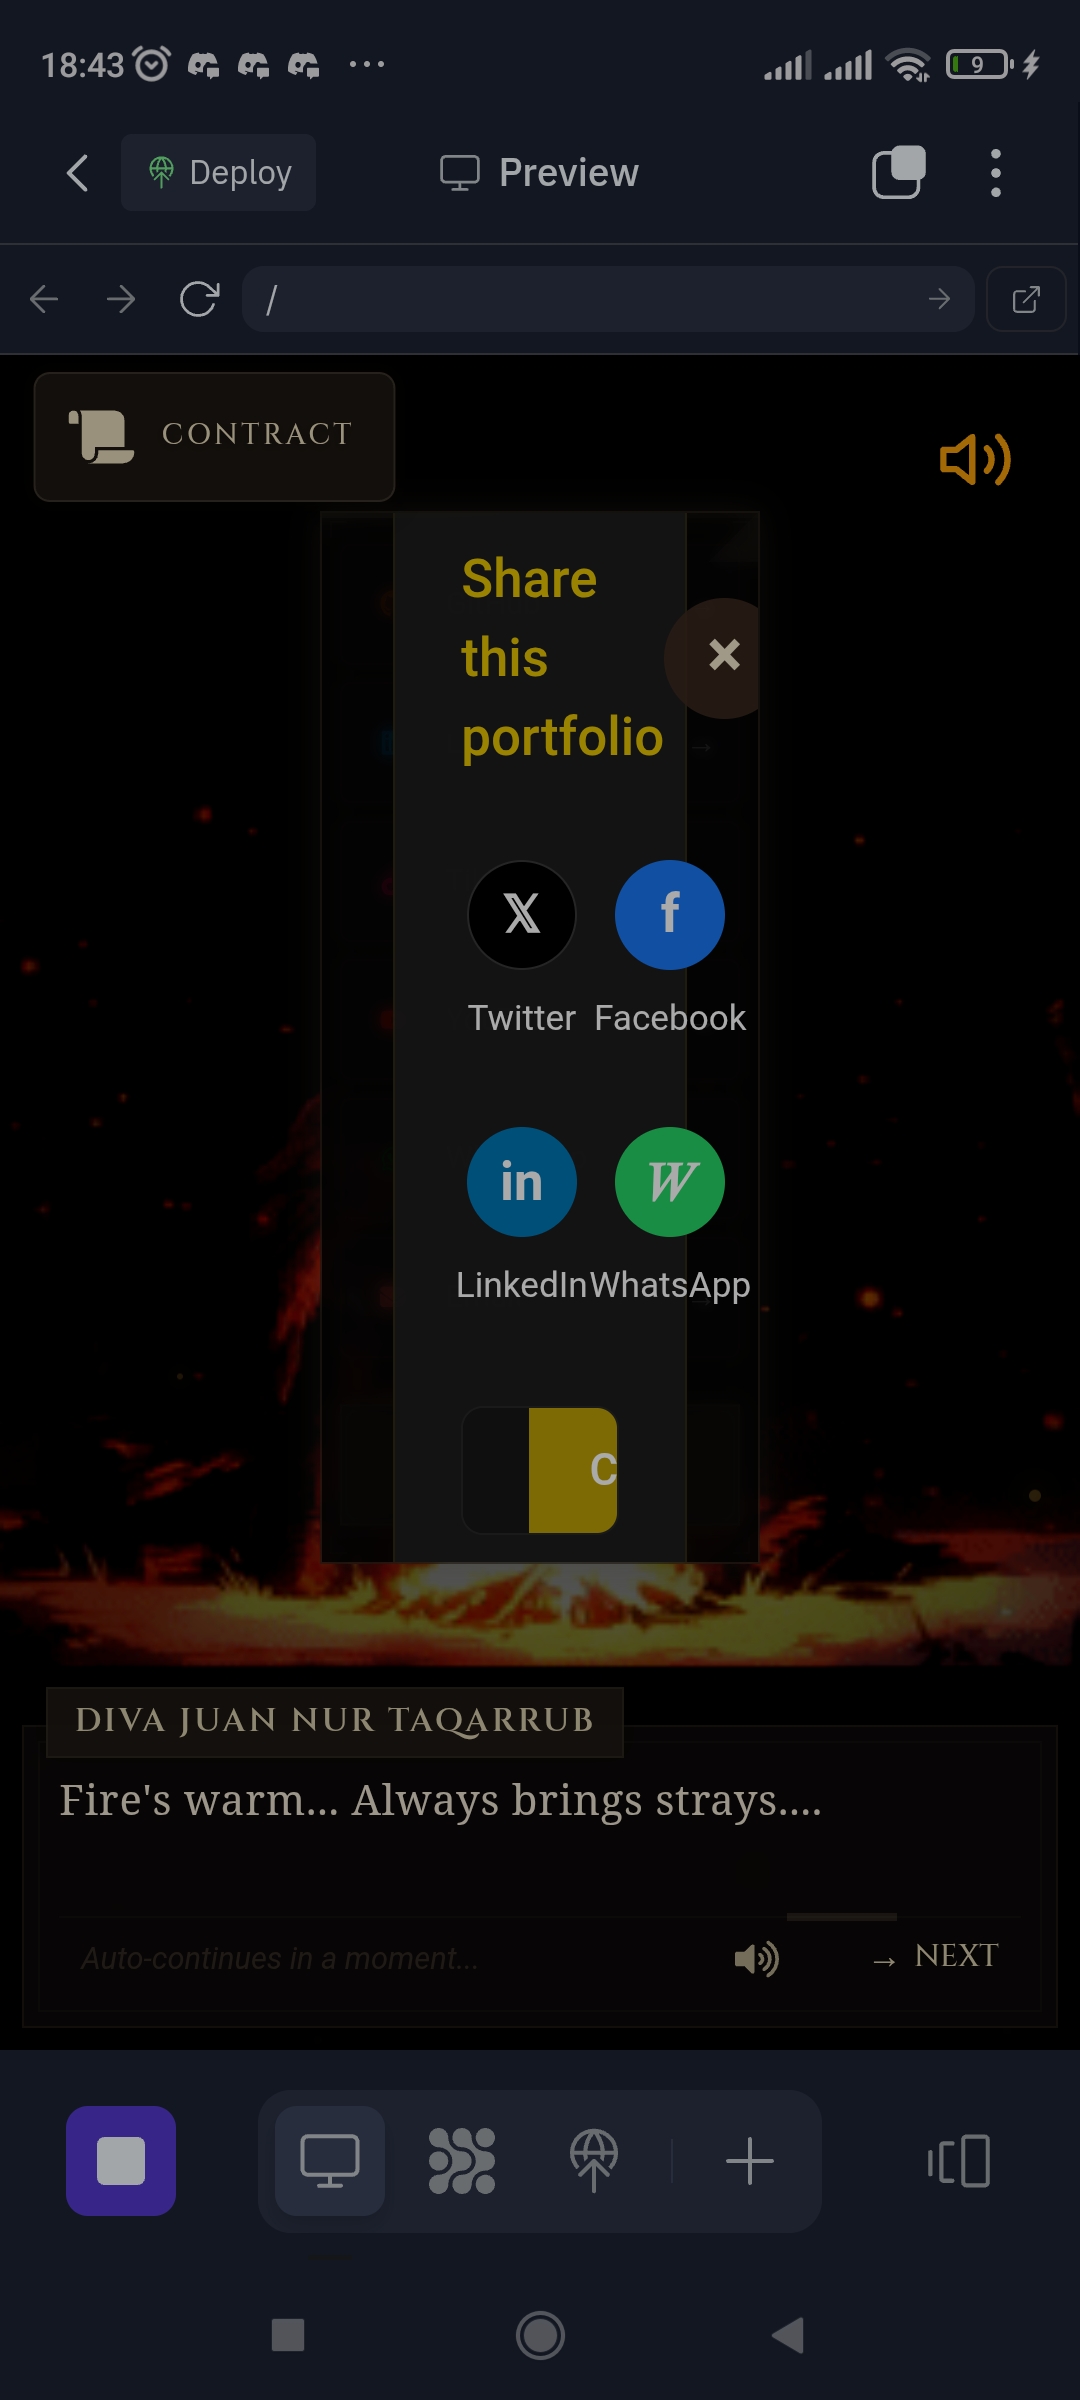 18:43
9
Deploy
Preview
/
CONTRACT
Share
this
portfolio
×
𝕏
f
Twitter
Facebook
in
W
LinkedIn
WhatsApp
C
DIVA JUAN NUR TAQARRUB
Fire's warm... Always brings strays....
Auto-continues in a moment...
→ NEXT